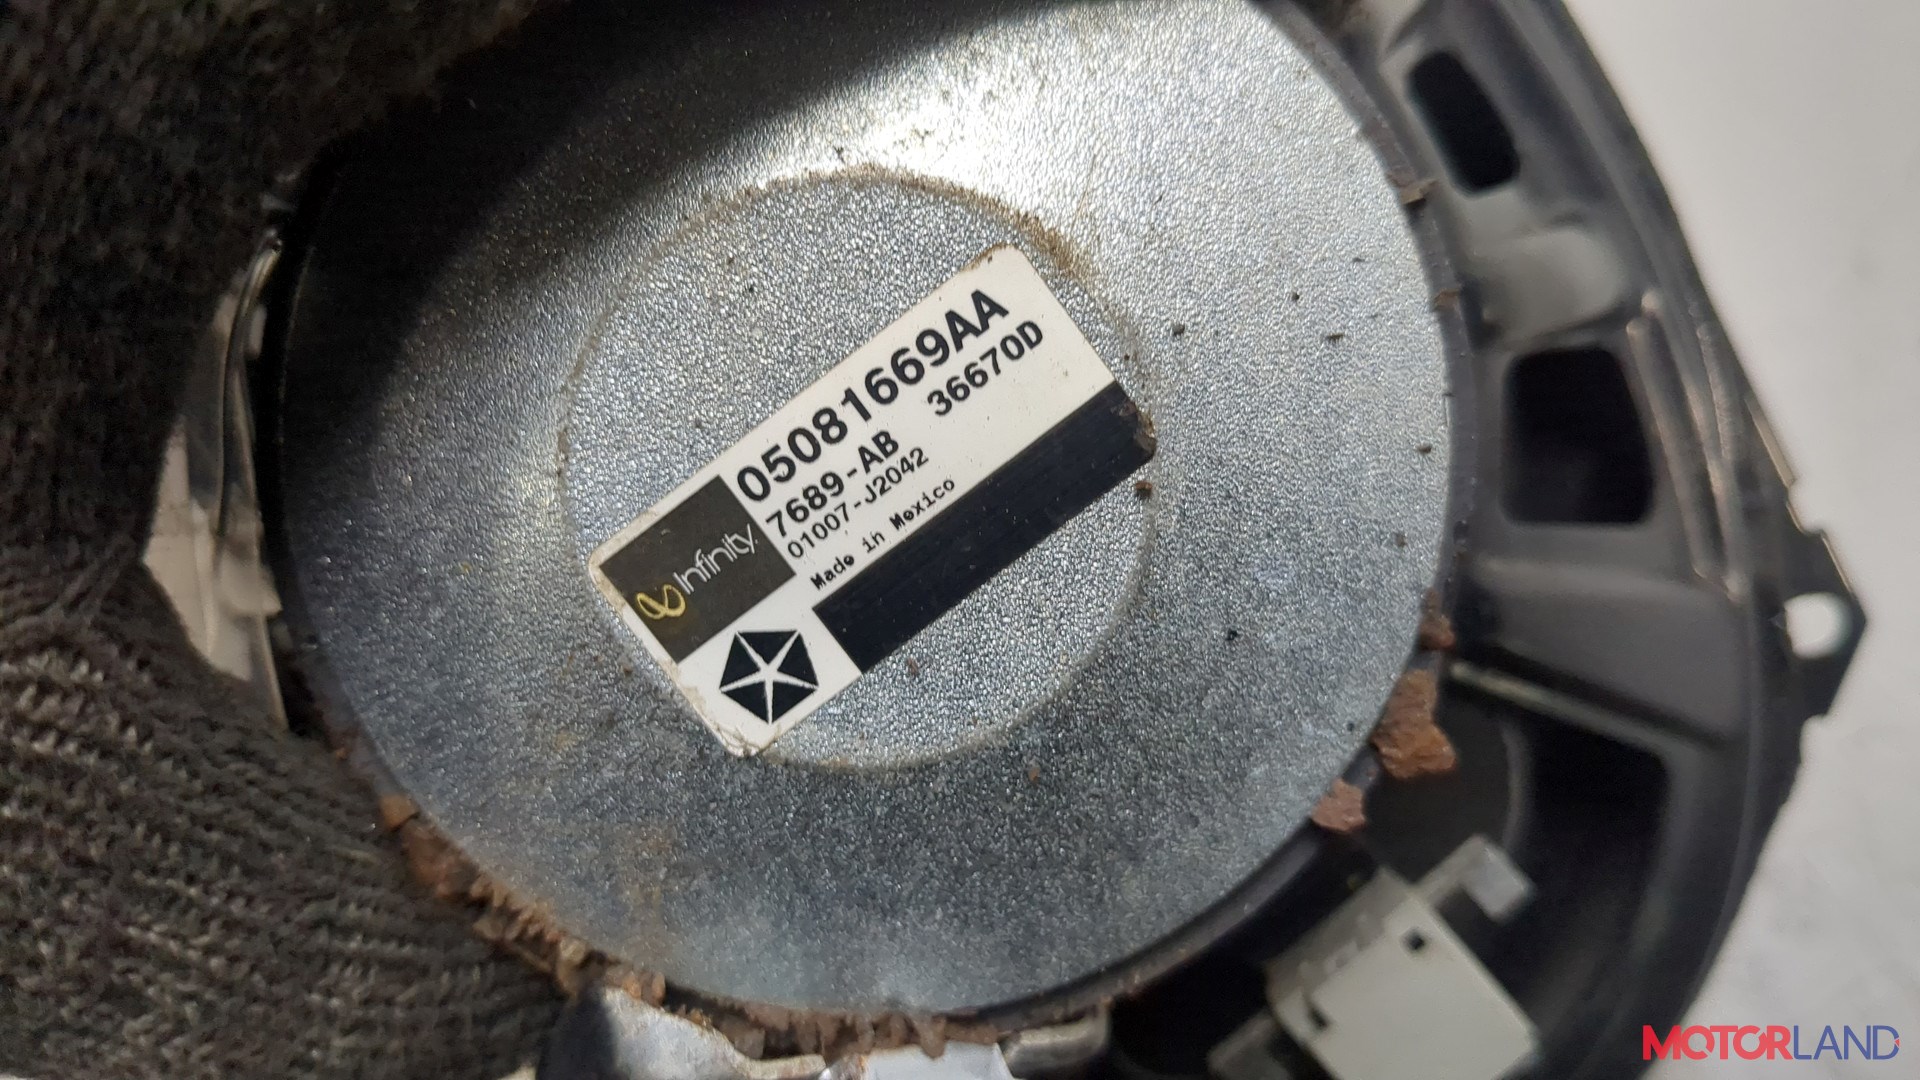 05081669AA
7689-AB 36670D
01007-J2042
Made in Mexico
Infinity
MOTORLAND